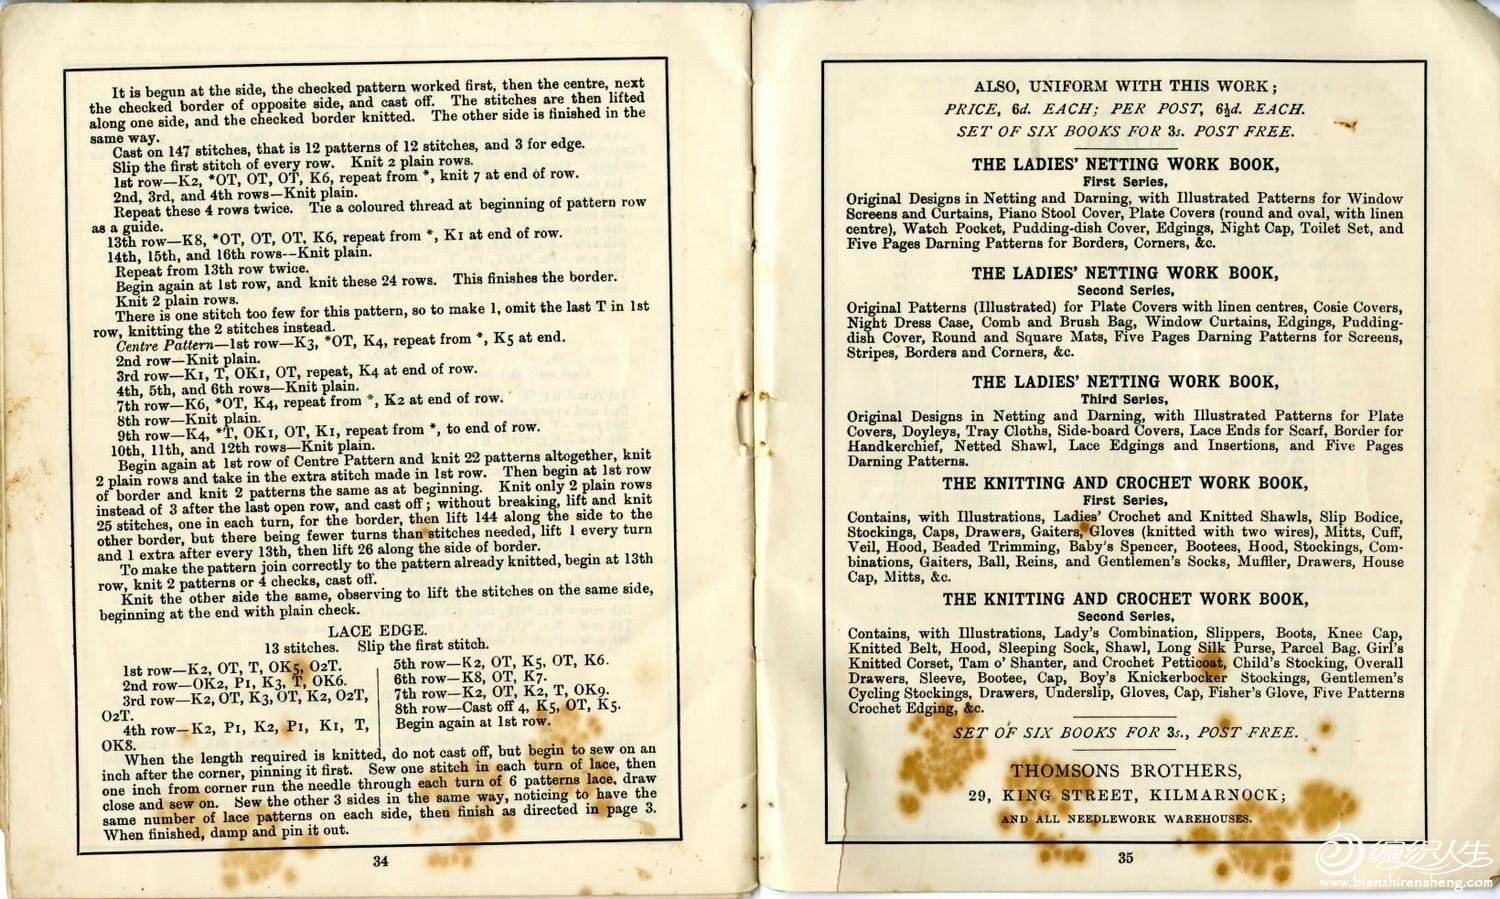 It is begun at the side, the checked pattern worked first, then the centre, next
the checked border of opposite side, and cast off. The stitches are then lifted
along one side, and the checked border knitted. The other side is finished in the
same way.
Cast on 147 stitches, that is 12 patterns of 12 stitches, and 3 for edge.
Slip the first stitch of every row. Knit 2 plain rows.
1st row—K2, *OT, OT, OT, K6, repeat from *, knit 7 at end of row.
2nd, 3rd, and 4th rows—Knit plain.
Repeat these 4 rows twice. Tie a coloured thread at beginning of pattern row
as a guide.
13th row—K8, *OT, OT, OT, K6, repeat from *, K1 at end of row.
14th, 15th, and 16th rows--Knit plain.
Repeat from 13th row twice.
Begin again at 1st row, and knit these 24 rows. This finishes the border.
Knit 2 plain rows.
There is one stitch too few for this pattern, so to make 1, omit the last T in 1st
row, knitting the 2 stitches instead.
Centre Pattern—1st row—K3, *OT, K4, repeat from *, K5 at end.
2nd row—Knit plain.
3rd row—K1, T, OK1, OT, repeat, K4 at end of row.
4th, 5th, and 6th rows—Knit plain.
7th row—K6, *OT, K4, repeat from *, K2 at end of row.
8th row—Knit plain.
9th row—K4, *T, OK1, OT, K1, repeat from *, to end of row.
10th, 11th, and 12th rows—Knit plain.
Begin again at 1st row of Centre Pattern and knit 22 patterns altogether, knit
2 plain rows and take in the extra stitch made in 1st row. Then begin at 1st row
of border and knit 2 patterns the same as at beginning. Knit only 2 plain rows
instead of 3 after the last open row, and cast off; without breaking, lift and knit
25 stitches, one in each turn, for the border, then lift 144 along the side to the
other border, but there being fewer turns than stitches needed, lift 1 every turn
and 1 extra after every 13th, then lift 26 along the side of border.
To make the pattern join correctly to the pattern already knitted, begin at 13th
row, knit 2 patterns or 4 checks, cast off.
Knit the other side the same, observing to lift the stitches on the same side,
beginning at the end with plain check.
LACE EDGE.
13 stitches. Slip the first stitch.
1st row—K2, OT, T, OK5, O2T.
2nd row—OK2, P1, K3, T, OK6.
3rd row—K2, OT, K3, OT, K2, O2T,
O2T.
4th row—K2, P1, K2, P1, K1, T,
OK8.
5th row—K2, OT, K5, OT, K6.
6th row—K8, OT, K7.
7th row—K2, OT, K2, T, OK9.
8th row—Cast off 4, K5, OT, K5.
Begin again at 1st row.
When the length required is knitted, do not cast off, but begin to sew on an
inch after the corner, pinning it first. Sew one stitch in each turn of lace, then
one inch from corner run the needle through each turn of 6 patterns lace, draw
close and sew on. Sew the other 3 sides in the same way, noticing to have the
same number of lace patterns on each side, then finish as directed in page 3.
When finished, damp and pin it out.
34
ALSO, UNIFORM WITH THIS WORK;
PRICE, 6d. EACH; PER POST, 6½d. EACH.
SET OF SIX BOOKS FOR 3s. POST FREE.
THE LADIES' NETTING WORK BOOK,
First Series,
Original Designs in Netting and Darning, with Illustrated Patterns for Window
Screens and Curtains, Piano Stool Cover, Plate Covers (round and oval, with linen
centre), Watch Pocket, Pudding-dish Cover, Edgings, Night Cap, Toilet Set, and
Five Pages Darning Patterns for Borders, Corners, &c.
THE LADIES' NETTING WORK BOOK,
Second Series,
Original Patterns (Illustrated) for Plate Covers with linen centres, Cosie Covers,
Night Dress Case, Comb and Brush Bag, Window Curtains, Edgings, Pudding-
dish Cover, Round and Square Mats, Five Pages Darning Patterns for Screens,
Stripes, Borders and Corners, &c.
THE LADIES' NETTING WORK BOOK,
Third Series,
Original Designs in Netting and Darning, with Illustrated Patterns for Plate
Covers, Doyleys, Tray Cloths, Side-board Covers, Lace Ends for Scarf, Border for
Handkerchief, Netted Shawl, Lace Edgings and Insertions, and Five Pages
Darning Patterns.
THE KNITTING AND CROCHET WORK BOOK,
First Series,
Contains, with Illustrations, Ladies' Crochet and Knitted Shawls, Slip Bodice,
Stockings, Caps, Drawers, Gaiters, Gloves (knitted with two wires), Mitts, Cuff,
Veil, Hood, Beaded Trimming, Baby's Spencer, Bootees, Hood, Stockings, Com-
binations, Gaiters, Ball, Reins, and Gentlemen's Socks, Muffler, Drawers, House
Cap, Mitts, &c.
THE KNITTING AND CROCHET WORK BOOK,
Second Series,
Contains, with Illustrations, Lady's Combination, Slippers, Boots, Knee Cap,
Knitted Belt, Hood, Sleeping Sock, Shawl, Long Silk Purse, Parcel Bag, Girl's
Knitted Corset, Tam o' Shanter, and Crochet Petticoat, Child's Stocking, Overall
Drawers, Sleeve, Bootee, Cap, Boy's Knickerbocker Stockings, Gentlemen's
Cycling Stockings, Drawers, Underslip, Gloves, Cap, Fisher's Glove, Five Patterns
Crochet Edging, &c.
SET OF SIX BOOKS FOR 3s., POST FREE.
THOMSONS BROTHERS,
29, KING STREET, KILMARNOCK;
AND ALL NEEDLEWORK WAREHOUSES.
35
编织人生
www.bianzhirensheng.com